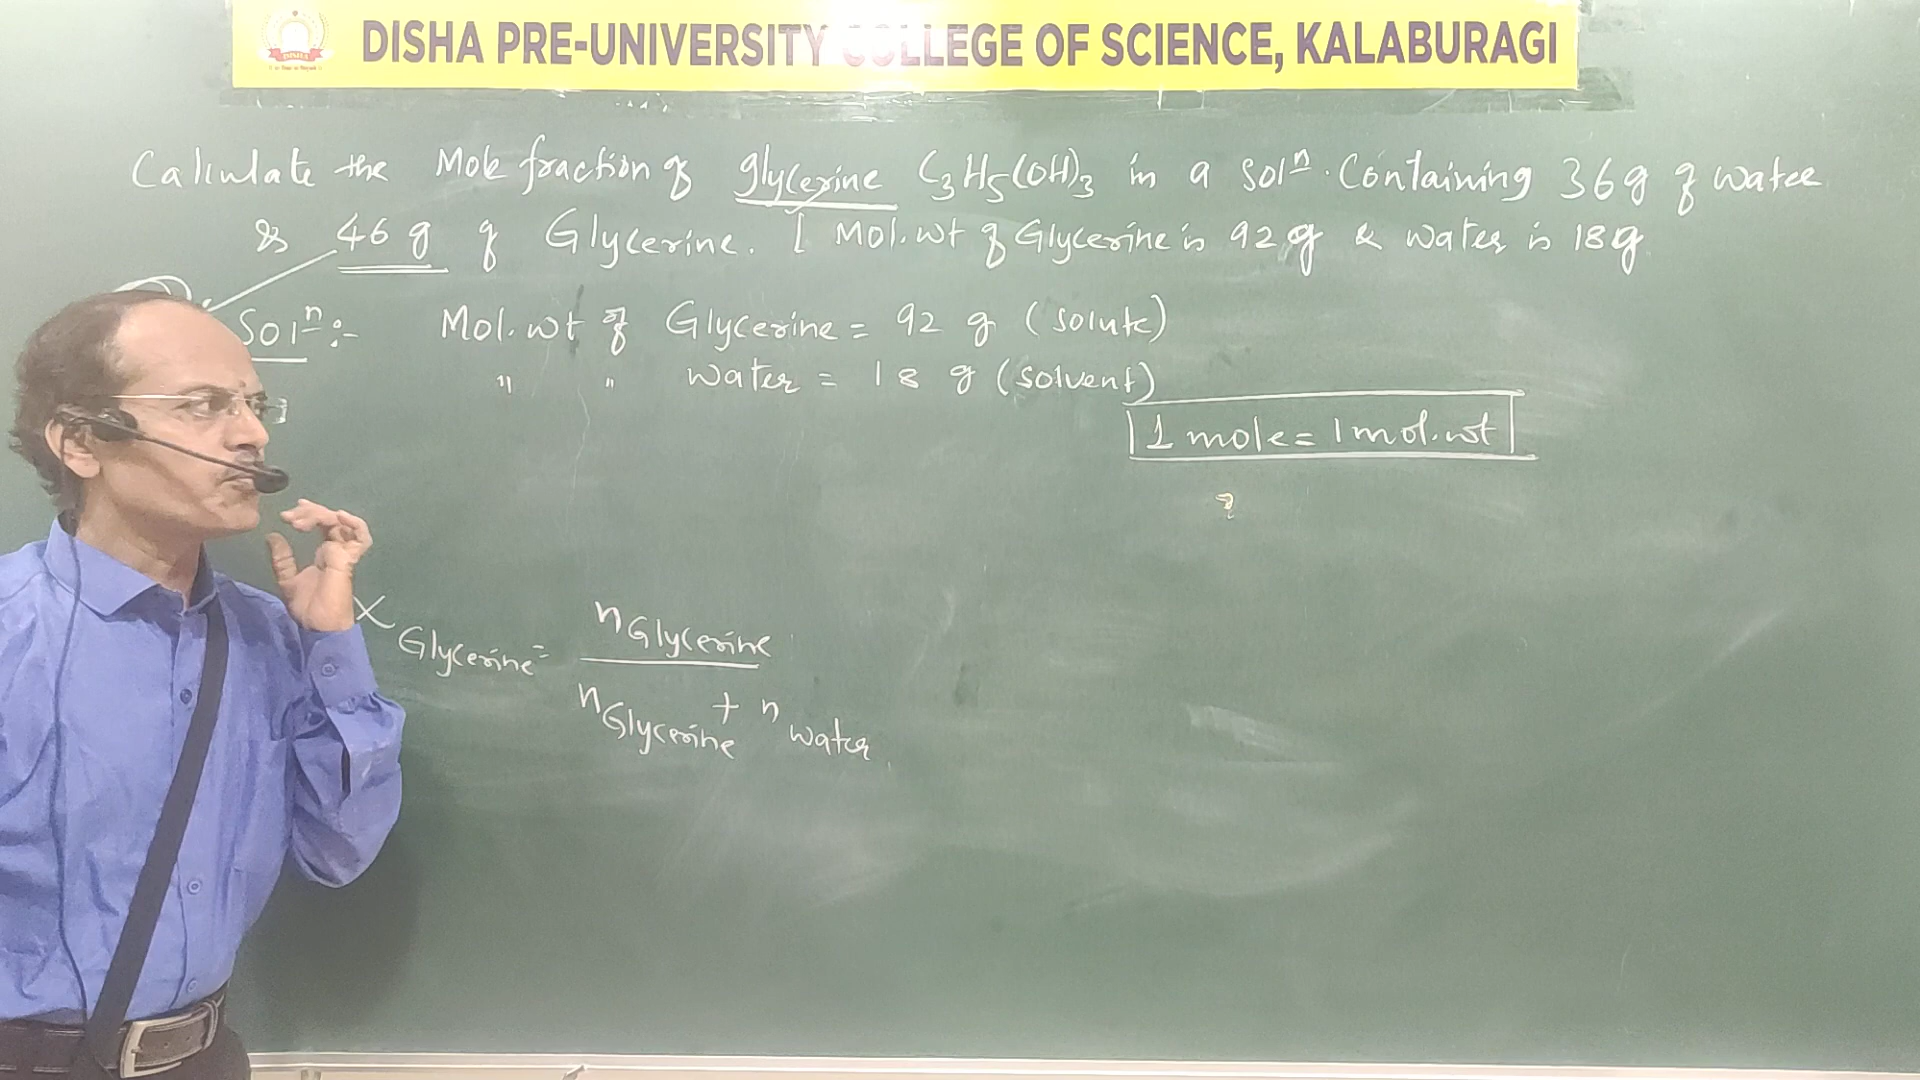 DISHA PRE-UNIVERSITY COLLEGE OF SCIENCE, KALABURAGI
Calculate the Mole fraction of glycerine C3H5(OH)3 in a solⁿ. Containing 36g of water
& 46 g of Glycerine. [ Mol. wt of Glycerine is 92 g & water is 18g
Solⁿ :- Mol. wt of Glycerine = 92 g (solute)
" " water = 18 g (solvent)
1 mole = 1 mol. wt
?
x Glycerine = n Glycerine
n Glycerine + n water